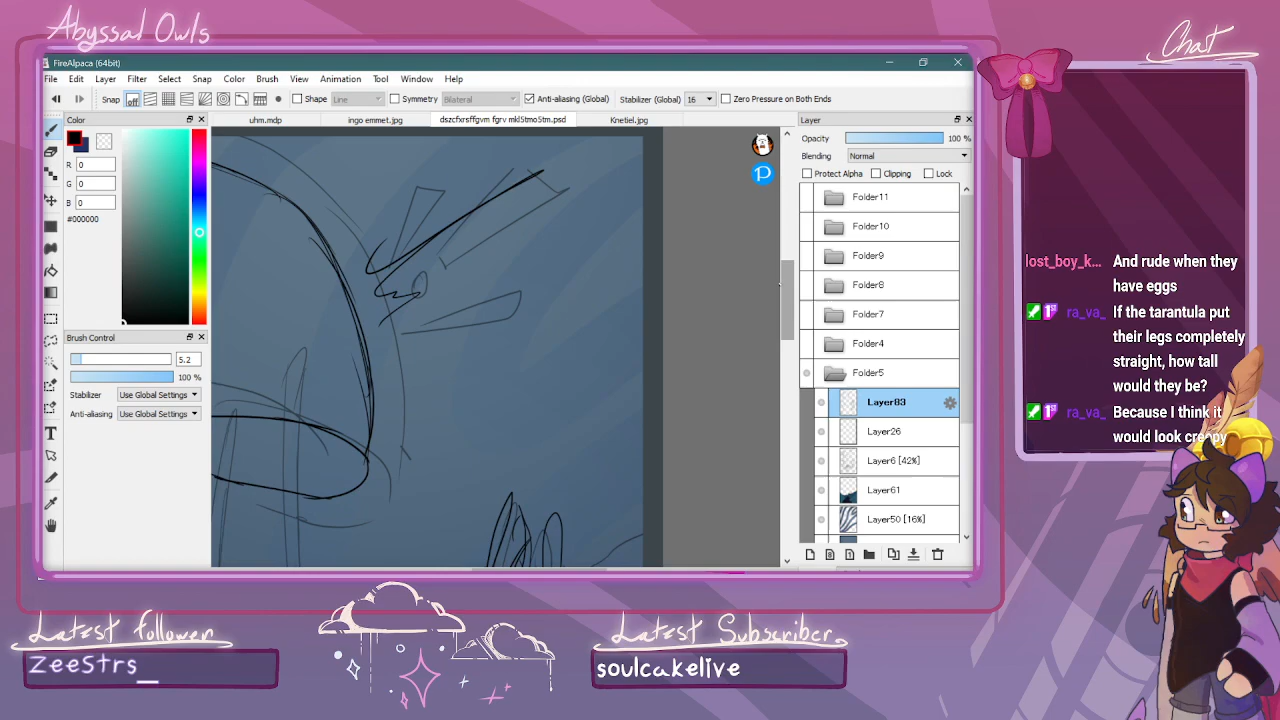 Abyssal Owls
Chat
FireAlpaca (64bit)
File Edit Layer Filter Select Snap Color Brush View Animation Tool Window Help
Snap off Shape Line Symmetry Bilateral Anti-aliasing (Global) Stabilizer (Global) 16 Zero Pressure on Both Ends
Color
uhm.mdp ingo emmet.jpg dszcfxrsffgvm fgrv mkl5tmo5tm.psd Knetiel.jpg
R 0
G 0
B 0
#000000
Brush Control
5.2
100 %
Stabilizer Use Global Settings
Anti-aliasing Use Global Settings
Layer
Opacity 100 %
Blending Normal
Protect Alpha Clipping Lock
Folder11
Folder10
Folder9
Folder8
Folder7
Folder4
Folder5
Layer83
Layer26
Layer6 [42%]
Layer61
Layer50 [16%]
lost_boy_k... And rude when they
have eggs
ra_va_ If the tarantula put
their legs completely
straight, how tall
would they be?
ra_va_ Because I think it
would look creepy
Latest follower
zeeStrs_
Latest Subscriber
soulcakelive